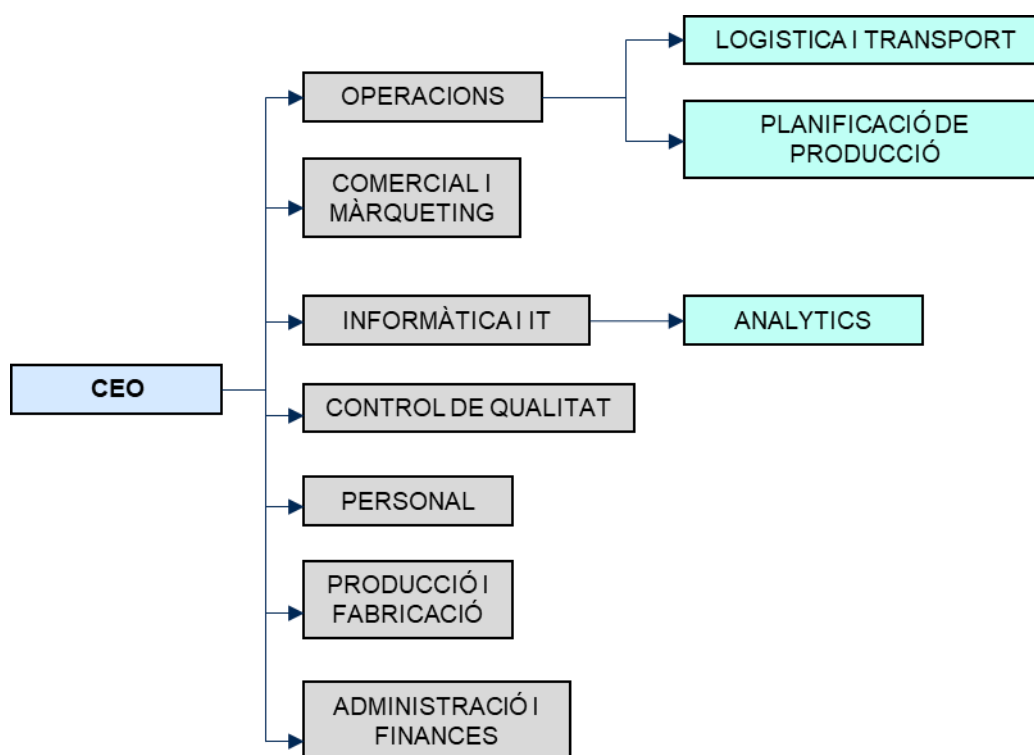 LOGISTICA I TRANSPORT
OPERACIONS
PLANIFICACIÓ DE
PRODUCCIÓ
COMERCIAL I
MÀRQUETING
INFORMÀTICA I IT
ANALYTICS
CEO
CONTROL DE QUALITAT
PERSONAL
PRODUCCIÓ I
FABRICACIÓ
ADMINISTRACIÓ I
FINANCES